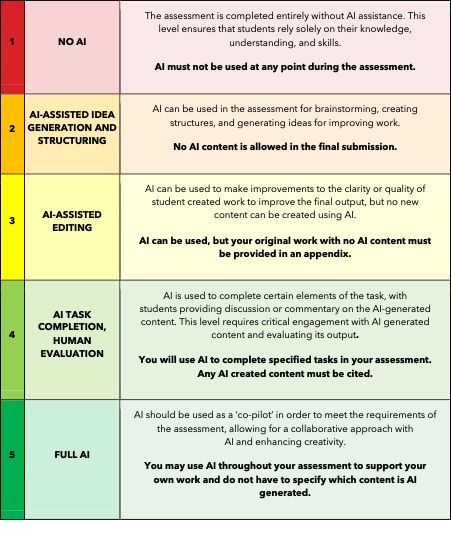 1
NO AI
The assessment is completed entirely without AI assistance. This
level ensures that students rely solely on their knowledge,
understanding, and skills.
AI must not be used at any point during the assessment.
2
AI-ASSISTED IDEA
GENERATION AND
STRUCTURING
AI can be used in the assessment for brainstorming, creating
structures, and generating ideas for improving work.
No AI content is allowed in the final submission.
3
AI-ASSISTED
EDITING
AI can be used to make improvements to the clarity or quality of
student created work to improve the final output, but no new
content can be created using AI.
AI can be used, but your original work with no AI content must
be provided in an appendix.
4
AI TASK
COMPLETION,
HUMAN
EVALUATION
AI is used to complete certain elements of the task, with
students providing discussion or commentary on the AI-generated
content. This level requires critical engagement with AI generated
content and evaluating its output.
You will use AI to complete specified tasks in your assessment.
Any AI created content must be cited.
5
FULL AI
AI should be used as a ‘co-pilot’ in order to meet the requirements of
the assessment, allowing for a collaborative approach with
AI and enhancing creativity.
You may use AI throughout your assessment to support your
own work and do not have to specify which content is AI
generated.